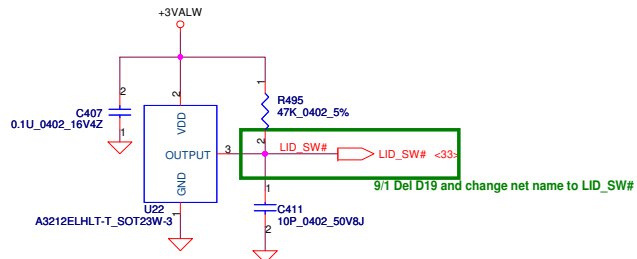 +3VALW
2
C407
0.1U_0402_16V4Z
1
2
VDD
1
R495
47K_0402_5%
2
OUTPUT
3
LID_SW#
LID_SW# <33>
9/1 Del D19 and change net name to LID_SW#
GND
1
U22
A3212ELHLT-T_SOT23W-3
1
C411
10P_0402_50V8J
2